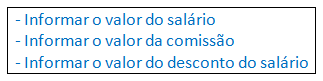 - Informar o valor do salário
- Informar o valor da comissão
- Informar o valor do desconto do salário